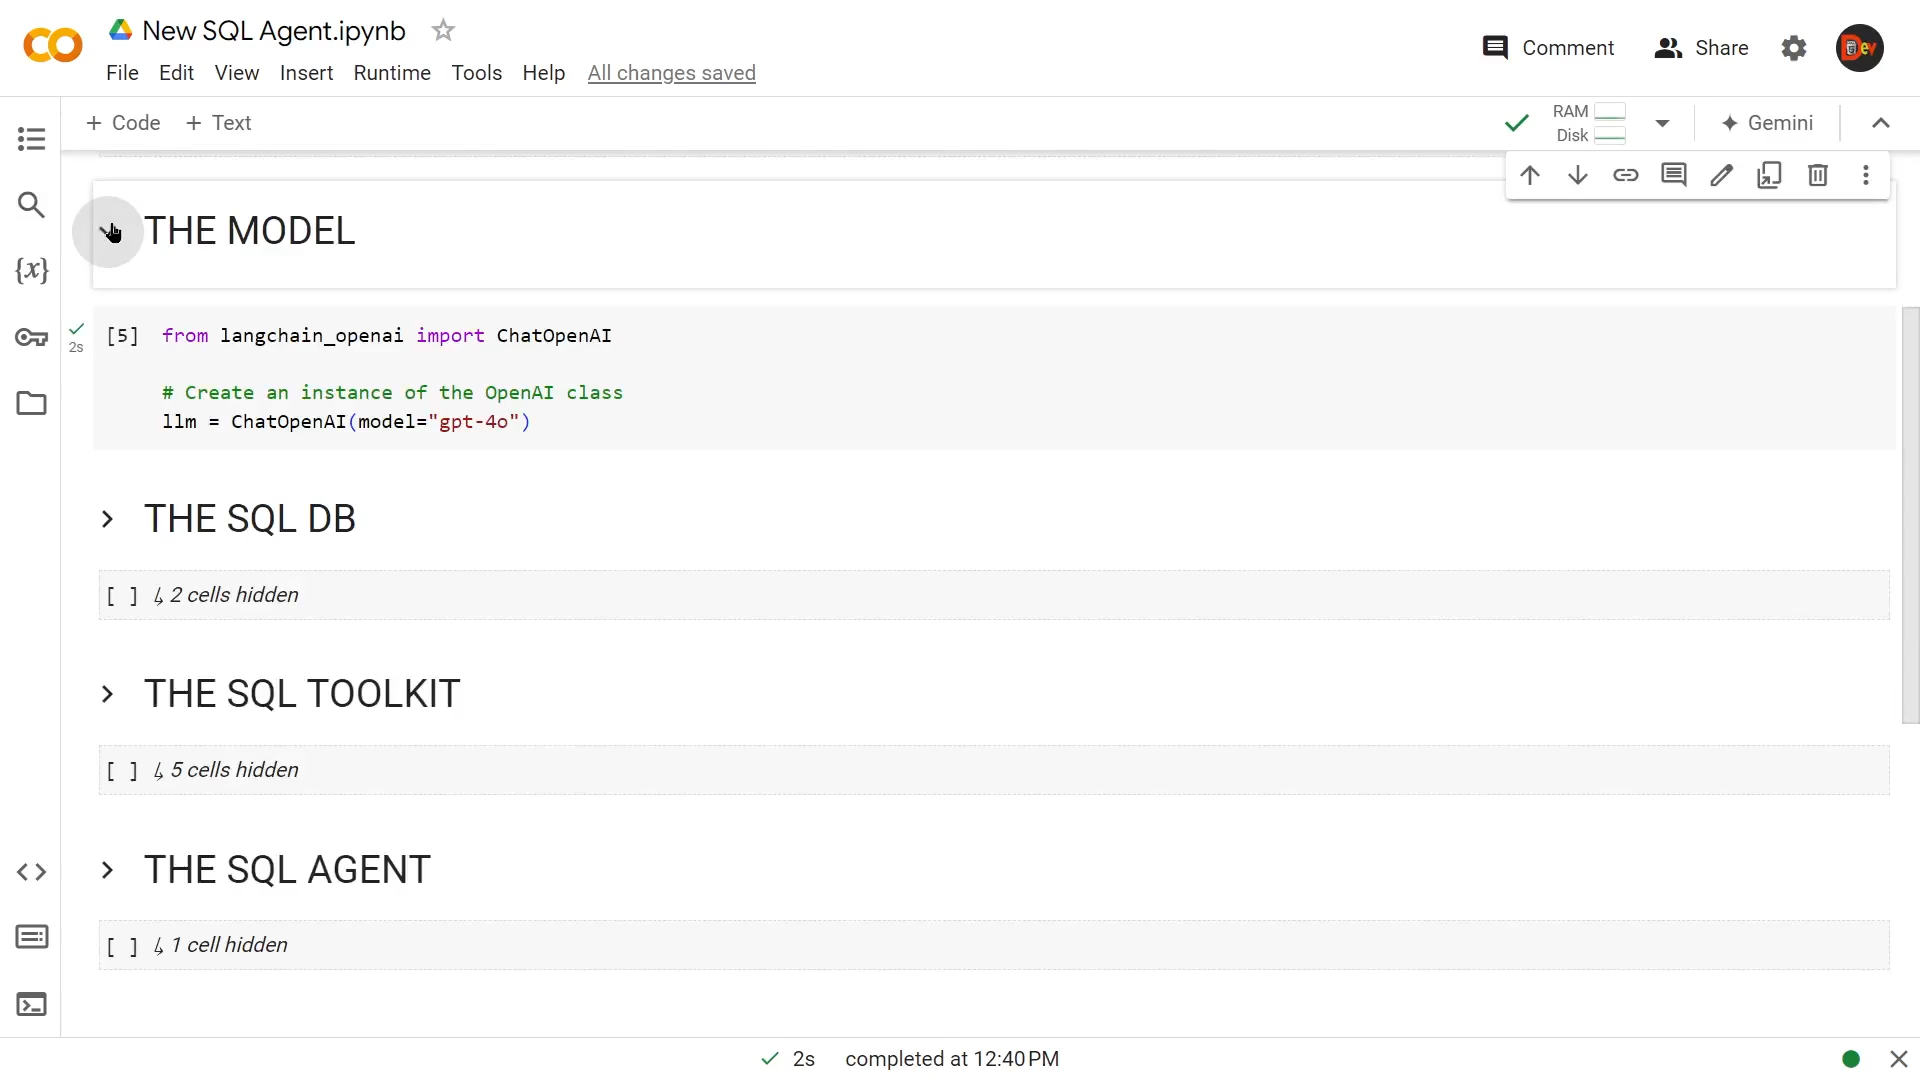 New SQL Agent.ipynb
File Edit View Insert Runtime Tools Help All changes saved
Comment
Share
Dev
+ Code + Text
RAM
Disk
Gemini
{x}
THE MODEL
2s
[5] from langchain_openai import ChatOpenAI
# Create an instance of the OpenAI class
llm = ChatOpenAI(model="gpt-4o")
THE SQL DB
[ ] ↳ 2 cells hidden
THE SQL TOOLKIT
[ ] ↳ 5 cells hidden
THE SQL AGENT
[ ] ↳ 1 cell hidden
2s completed at 12:40 PM